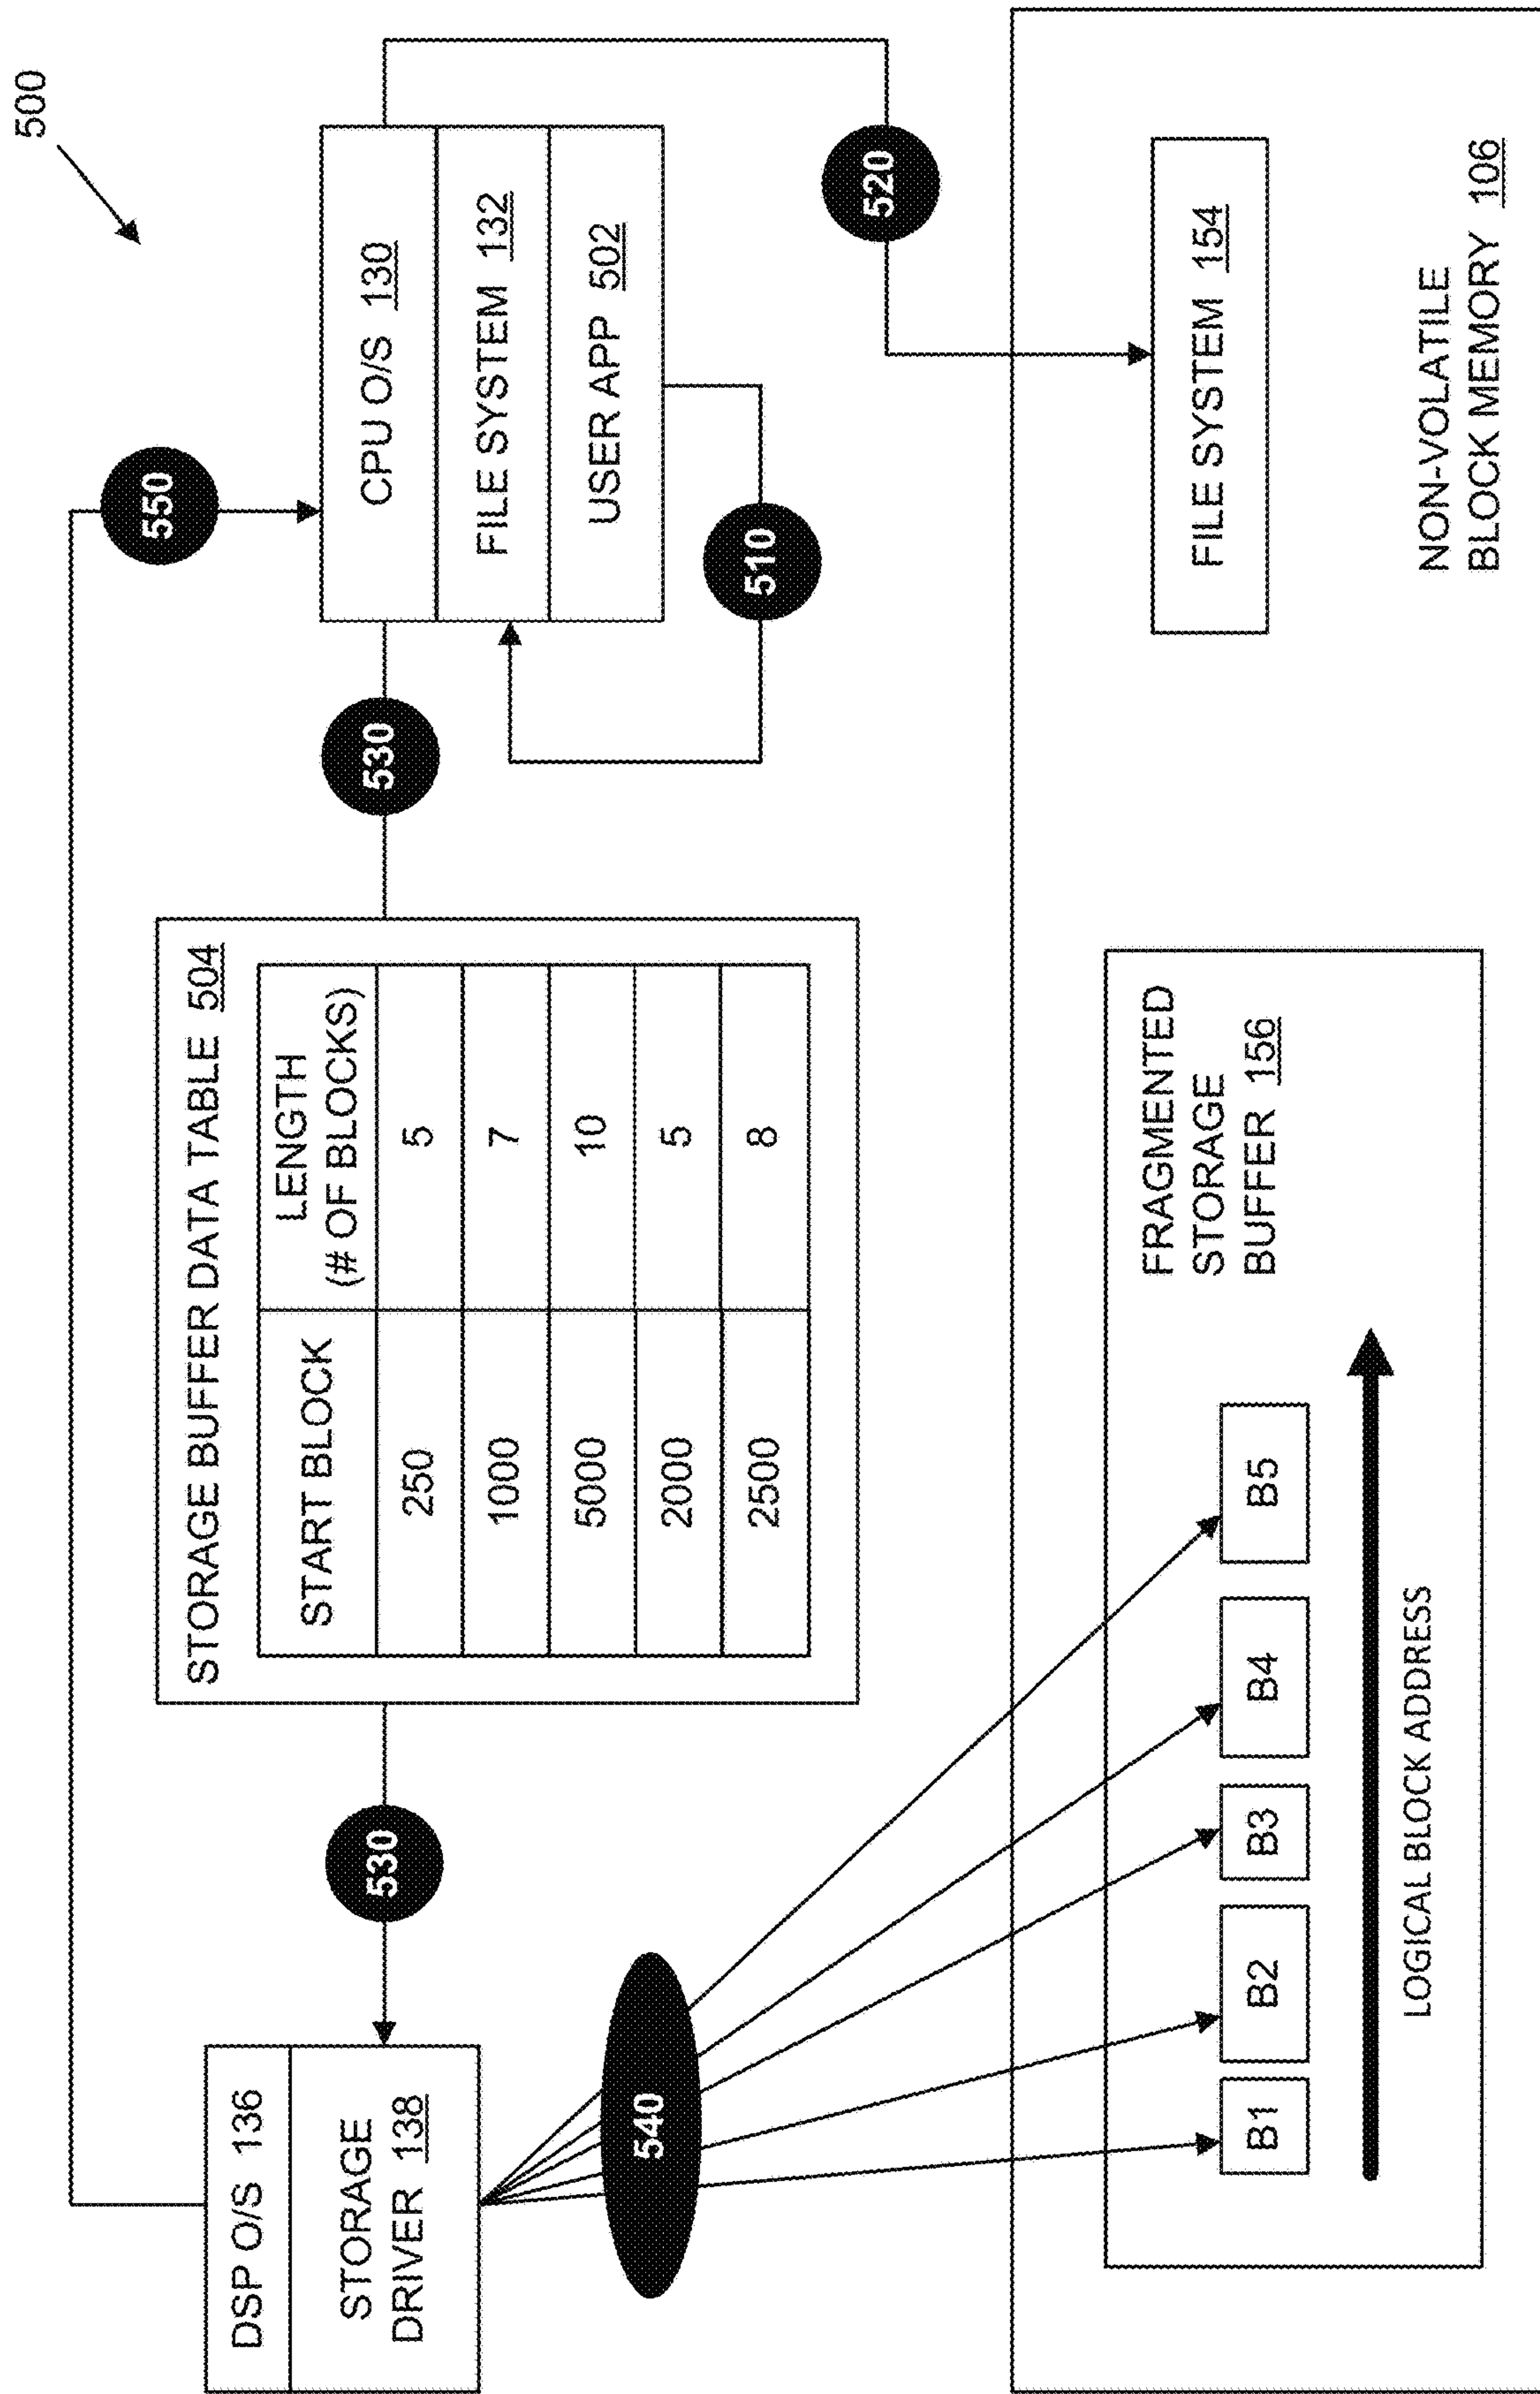 500
550
DSP O/S 136
STORAGE
DRIVER 138
530
STORAGE BUFFER DATA TABLE 504
START BLOCK
LENGTH
(# OF BLOCKS)
250
5
1000
7
5000
10
2000
5
2500
8
530
CPU O/S 130
FILE SYSTEM 132
USER APP 502
510
520
540
FRAGMENTED
STORAGE
BUFFER 156
B1
B2
B3
B4
B5
LOGICAL BLOCK ADDRESS
FILE SYSTEM 154
NON-VOLATILE
BLOCK MEMORY 106